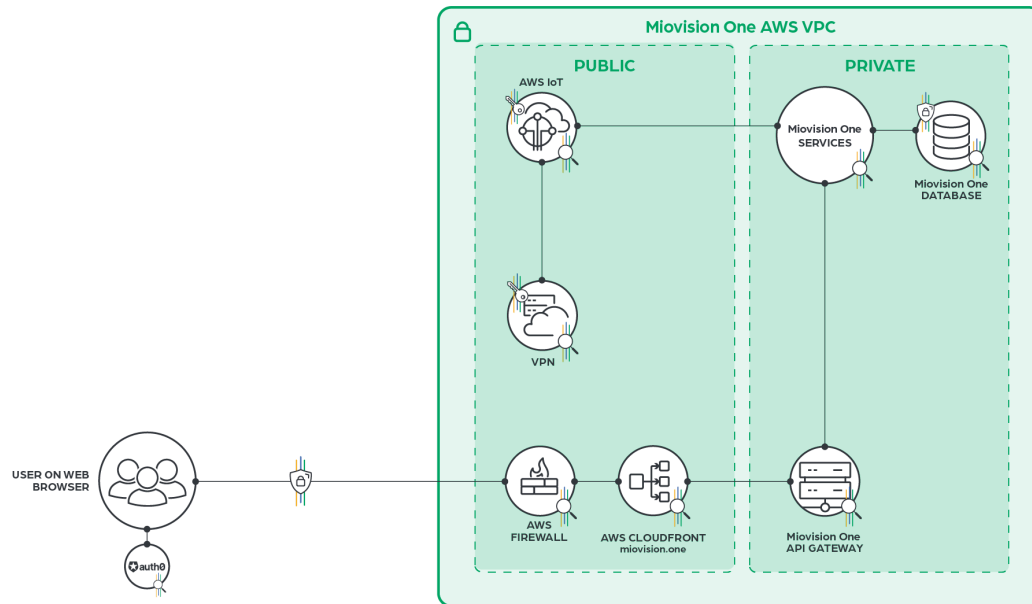 Miovision One AWS VPC
PUBLIC
PRIVATE
AWS IoT
Miovision One
SERVICES
Miovision One
DATABASE
VPN
USER ON WEB
BROWSER
AWS
FIREWALL
AWS CLOUDFRONT
miovision.one
Miovision One
API GATEWAY
auth0